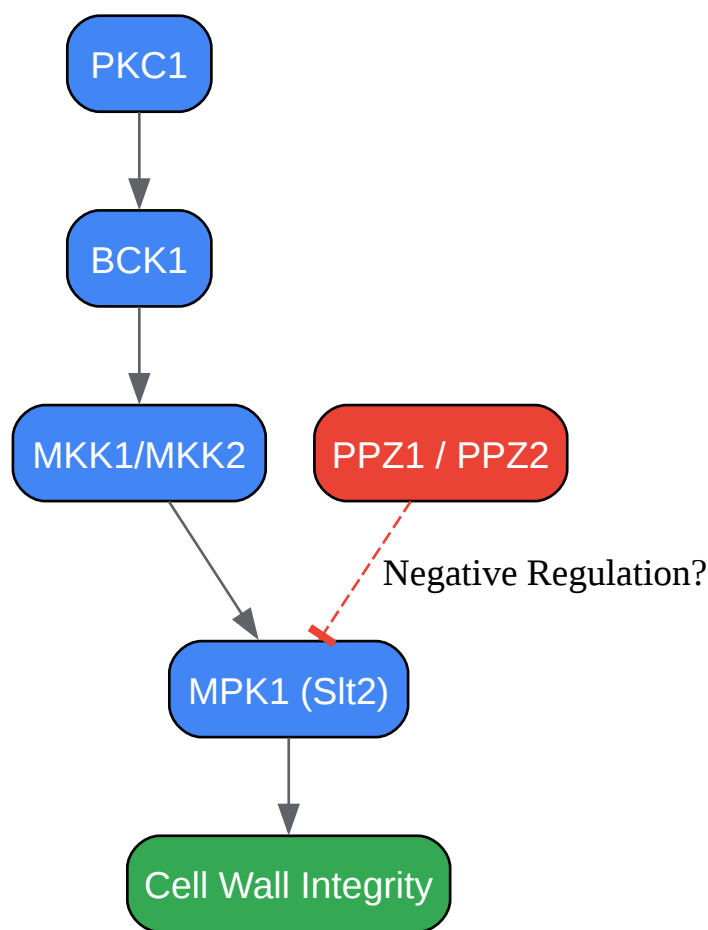 PKC1
BCK1
MKK1/MKK2
PPZ1 / PPZ2
Negative Regulation?
MPK1 (Slt2)
Cell Wall Integrity